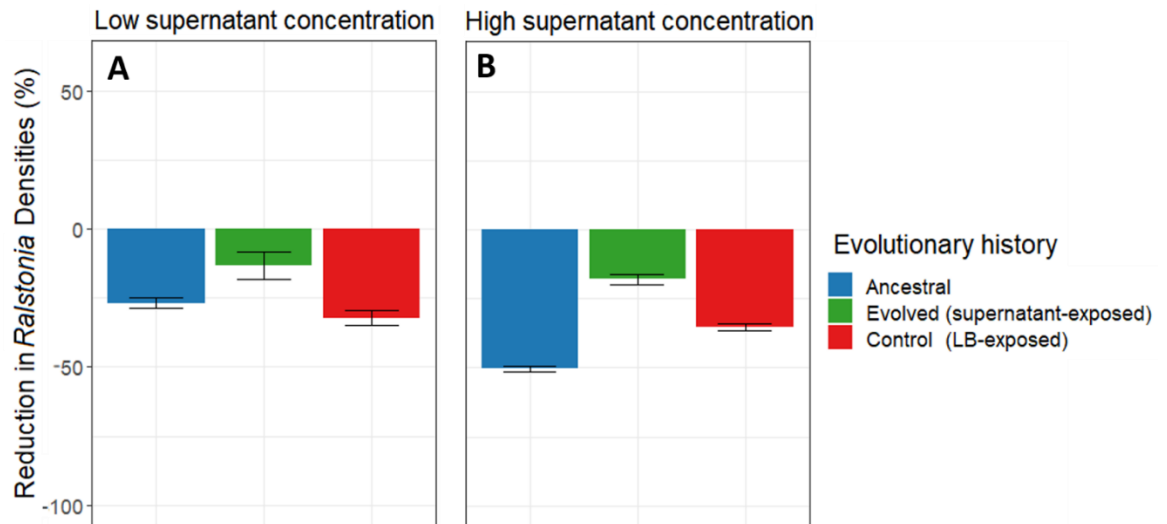 Low supernatant concentration
High supernatant concentration
A
B
Reduction in Ralstonia Densities (%)
50
0
-50
-100
Evolutionary history
Ancestral
Evolved (supernatant-exposed)
Control (LB-exposed)